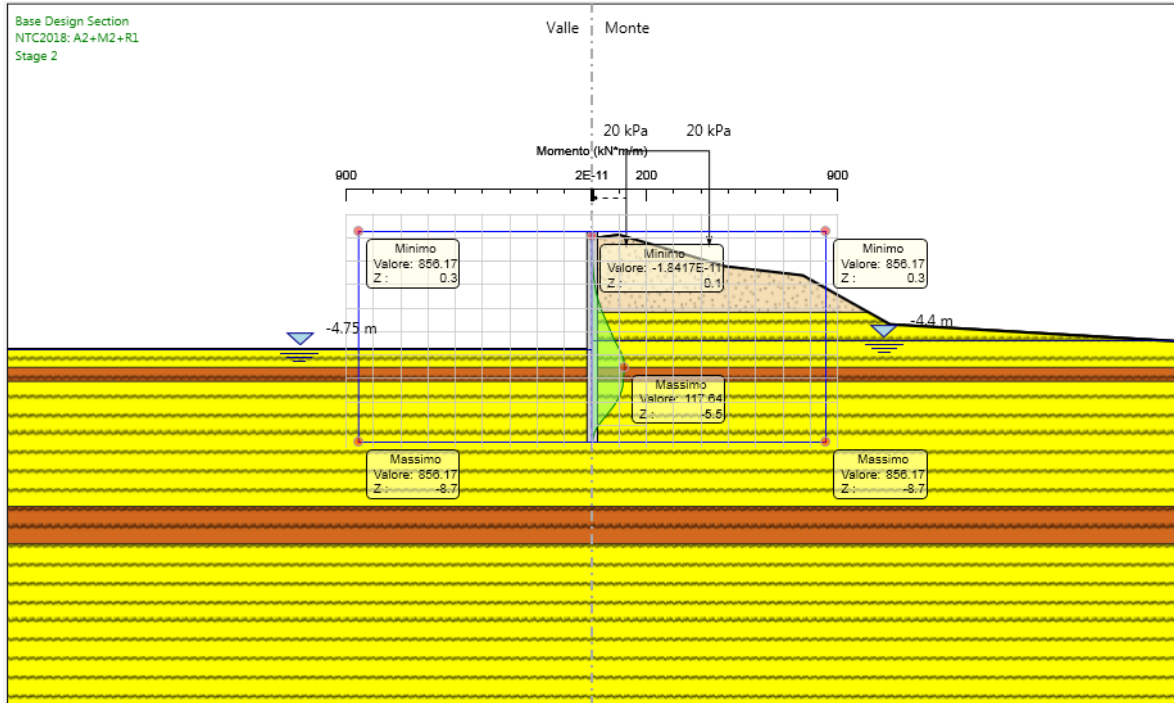 Base Design Section
NTC2018: A2+M2+R1
Stage 2
Valle
Monte
20 kPa
20 kPa
Momento (kN*m/m)
900
2E-11
200
900
Minimo
Valore: 856.17
Z : 0.3
Minimo
Valore: -1.8417E-11
Z : 0.1
Minimo
Valore: 856.17
Z : 0.3
-4.75 m
-4.4 m
Massimo
Valore: 117.64
Z : -5.5
Massimo
Valore: 856.17
Z : -8.7
Massimo
Valore: 856.17
Z : -8.7